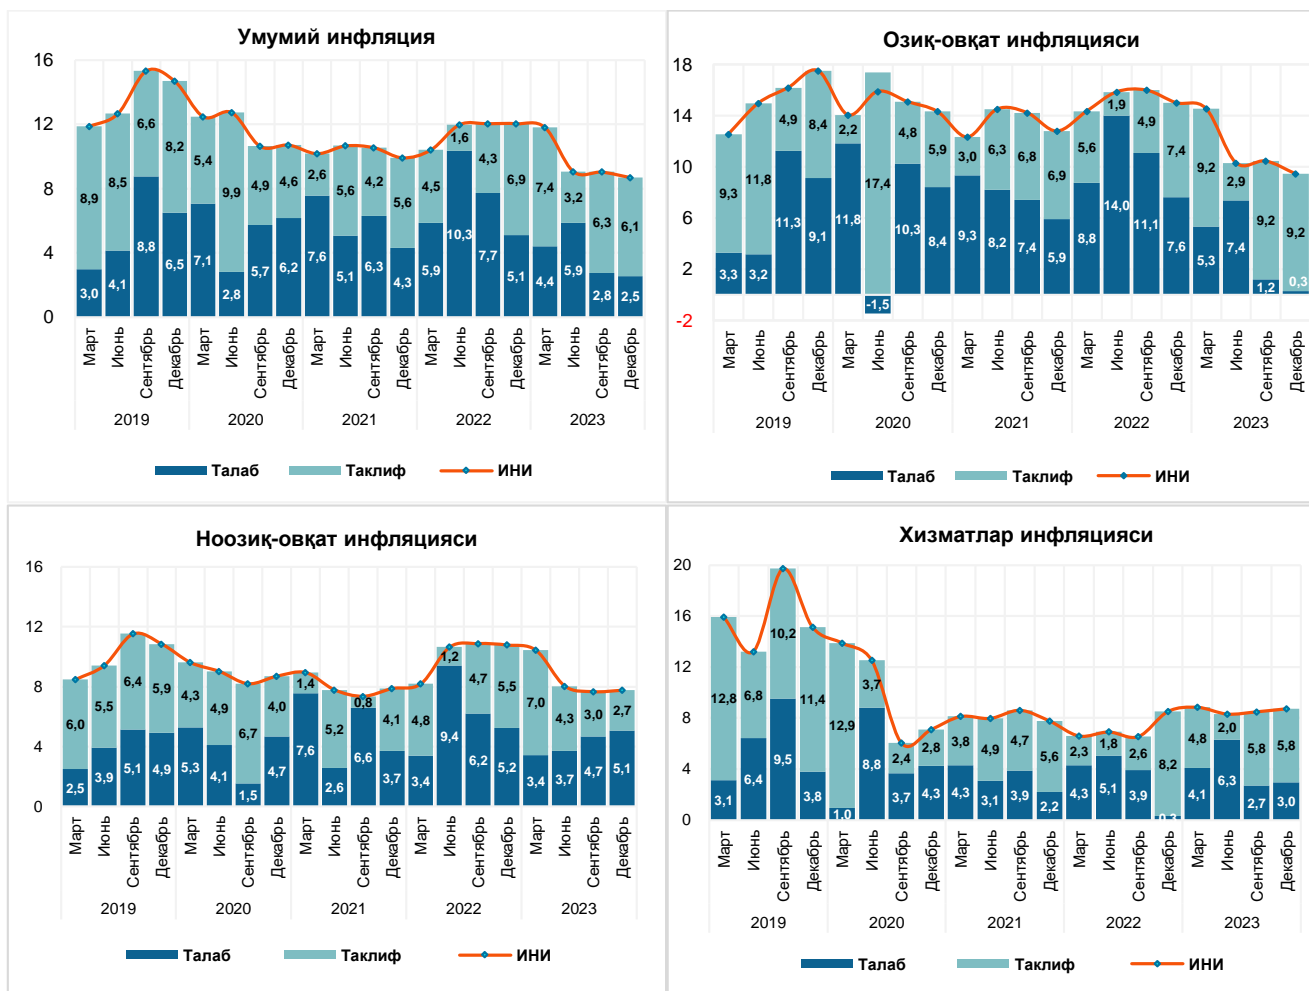 Умумий инфляция
16
12
8
4
0
8,9 8,5 6,6 8,2 5,4 9,9 4,9 4,6 2,6 5,6 4,2 5,6 4,5 1,6 4,3 6,9 7,4 3,2 6,3 6,1
3,0 4,1 8,8 6,5 7,1 2,8 5,7 6,2 7,6 5,1 6,3 4,3 5,9 10,3 7,7 5,1 4,4 5,9 2,8 2,5
Март Июнь Сентябрь Декабрь Март Июнь Сентябрь Декабрь Март Июнь Сентябрь Декабрь Март Июнь Сентябрь Декабрь Март Июнь Сентябрь Декабрь
2019 2020 2021 2022 2023
Талаб Таклиф ИНИ
Озиқ-овқат инфляцияси
18
14
10
6
2
-2
9,3 11,8 4,9 8,4 2,2 17,4 4,8 5,9 3,0 6,3 6,8 6,9 5,6 1,9 4,9 7,4 9,2 2,9 9,2 9,2
3,3 3,2 11,3 9,1 11,8 -1,5 10,3 8,4 9,3 8,2 7,4 5,9 8,8 14,0 11,1 7,6 5,3 7,4 1,2 0,3
Март Июнь Сентябрь Декабрь Март Июнь Сентябрь Декабрь Март Июнь Сентябрь Декабрь Март Июнь Сентябрь Декабрь Март Июнь Сентябрь Декабрь
2019 2020 2021 2022 2023
Талаб Таклиф ИНИ
Ноозиқ-овқат инфляцияси
16
12
8
4
0
6,0 5,5 6,4 5,9 4,3 4,9 6,7 4,0 1,4 5,2 0,8 4,1 4,8 1,2 4,7 5,5 7,0 4,3 3,0 2,7
2,5 3,9 5,1 4,9 5,3 4,1 1,5 4,7 7,6 2,6 6,6 3,7 3,4 9,4 6,2 5,2 3,4 3,7 4,7 5,1
Март Июнь Сентябрь Декабрь Март Июнь Сентябрь Декабрь Март Июнь Сентябрь Декабрь Март Июнь Сентябрь Декабрь Март Июнь Сентябрь Декабрь
2019 2020 2021 2022 2023
Талаб Таклиф ИНИ
Хизматлар инфляцияси
20
16
12
8
4
0
12,8 6,8 10,2 11,4 12,9 3,7 2,4 2,8 3,8 4,9 4,7 5,6 2,3 1,8 2,6 8,2 4,8 2,0 5,8 5,8
3,1 6,4 9,5 3,8 1,0 8,8 3,7 4,3 4,3 3,1 3,9 2,2 4,3 5,1 3,9 0,3 4,1 6,3 2,7 3,0
Март Июнь Сентябрь Декабрь Март Июнь Сентябрь Декабрь Март Июнь Сентябрь Декабрь Март Июнь Сентябрь Декабрь Март Июнь Сентябрь Декабрь
2019 2020 2021 2022 2023
Талаб Таклиф ИНИ